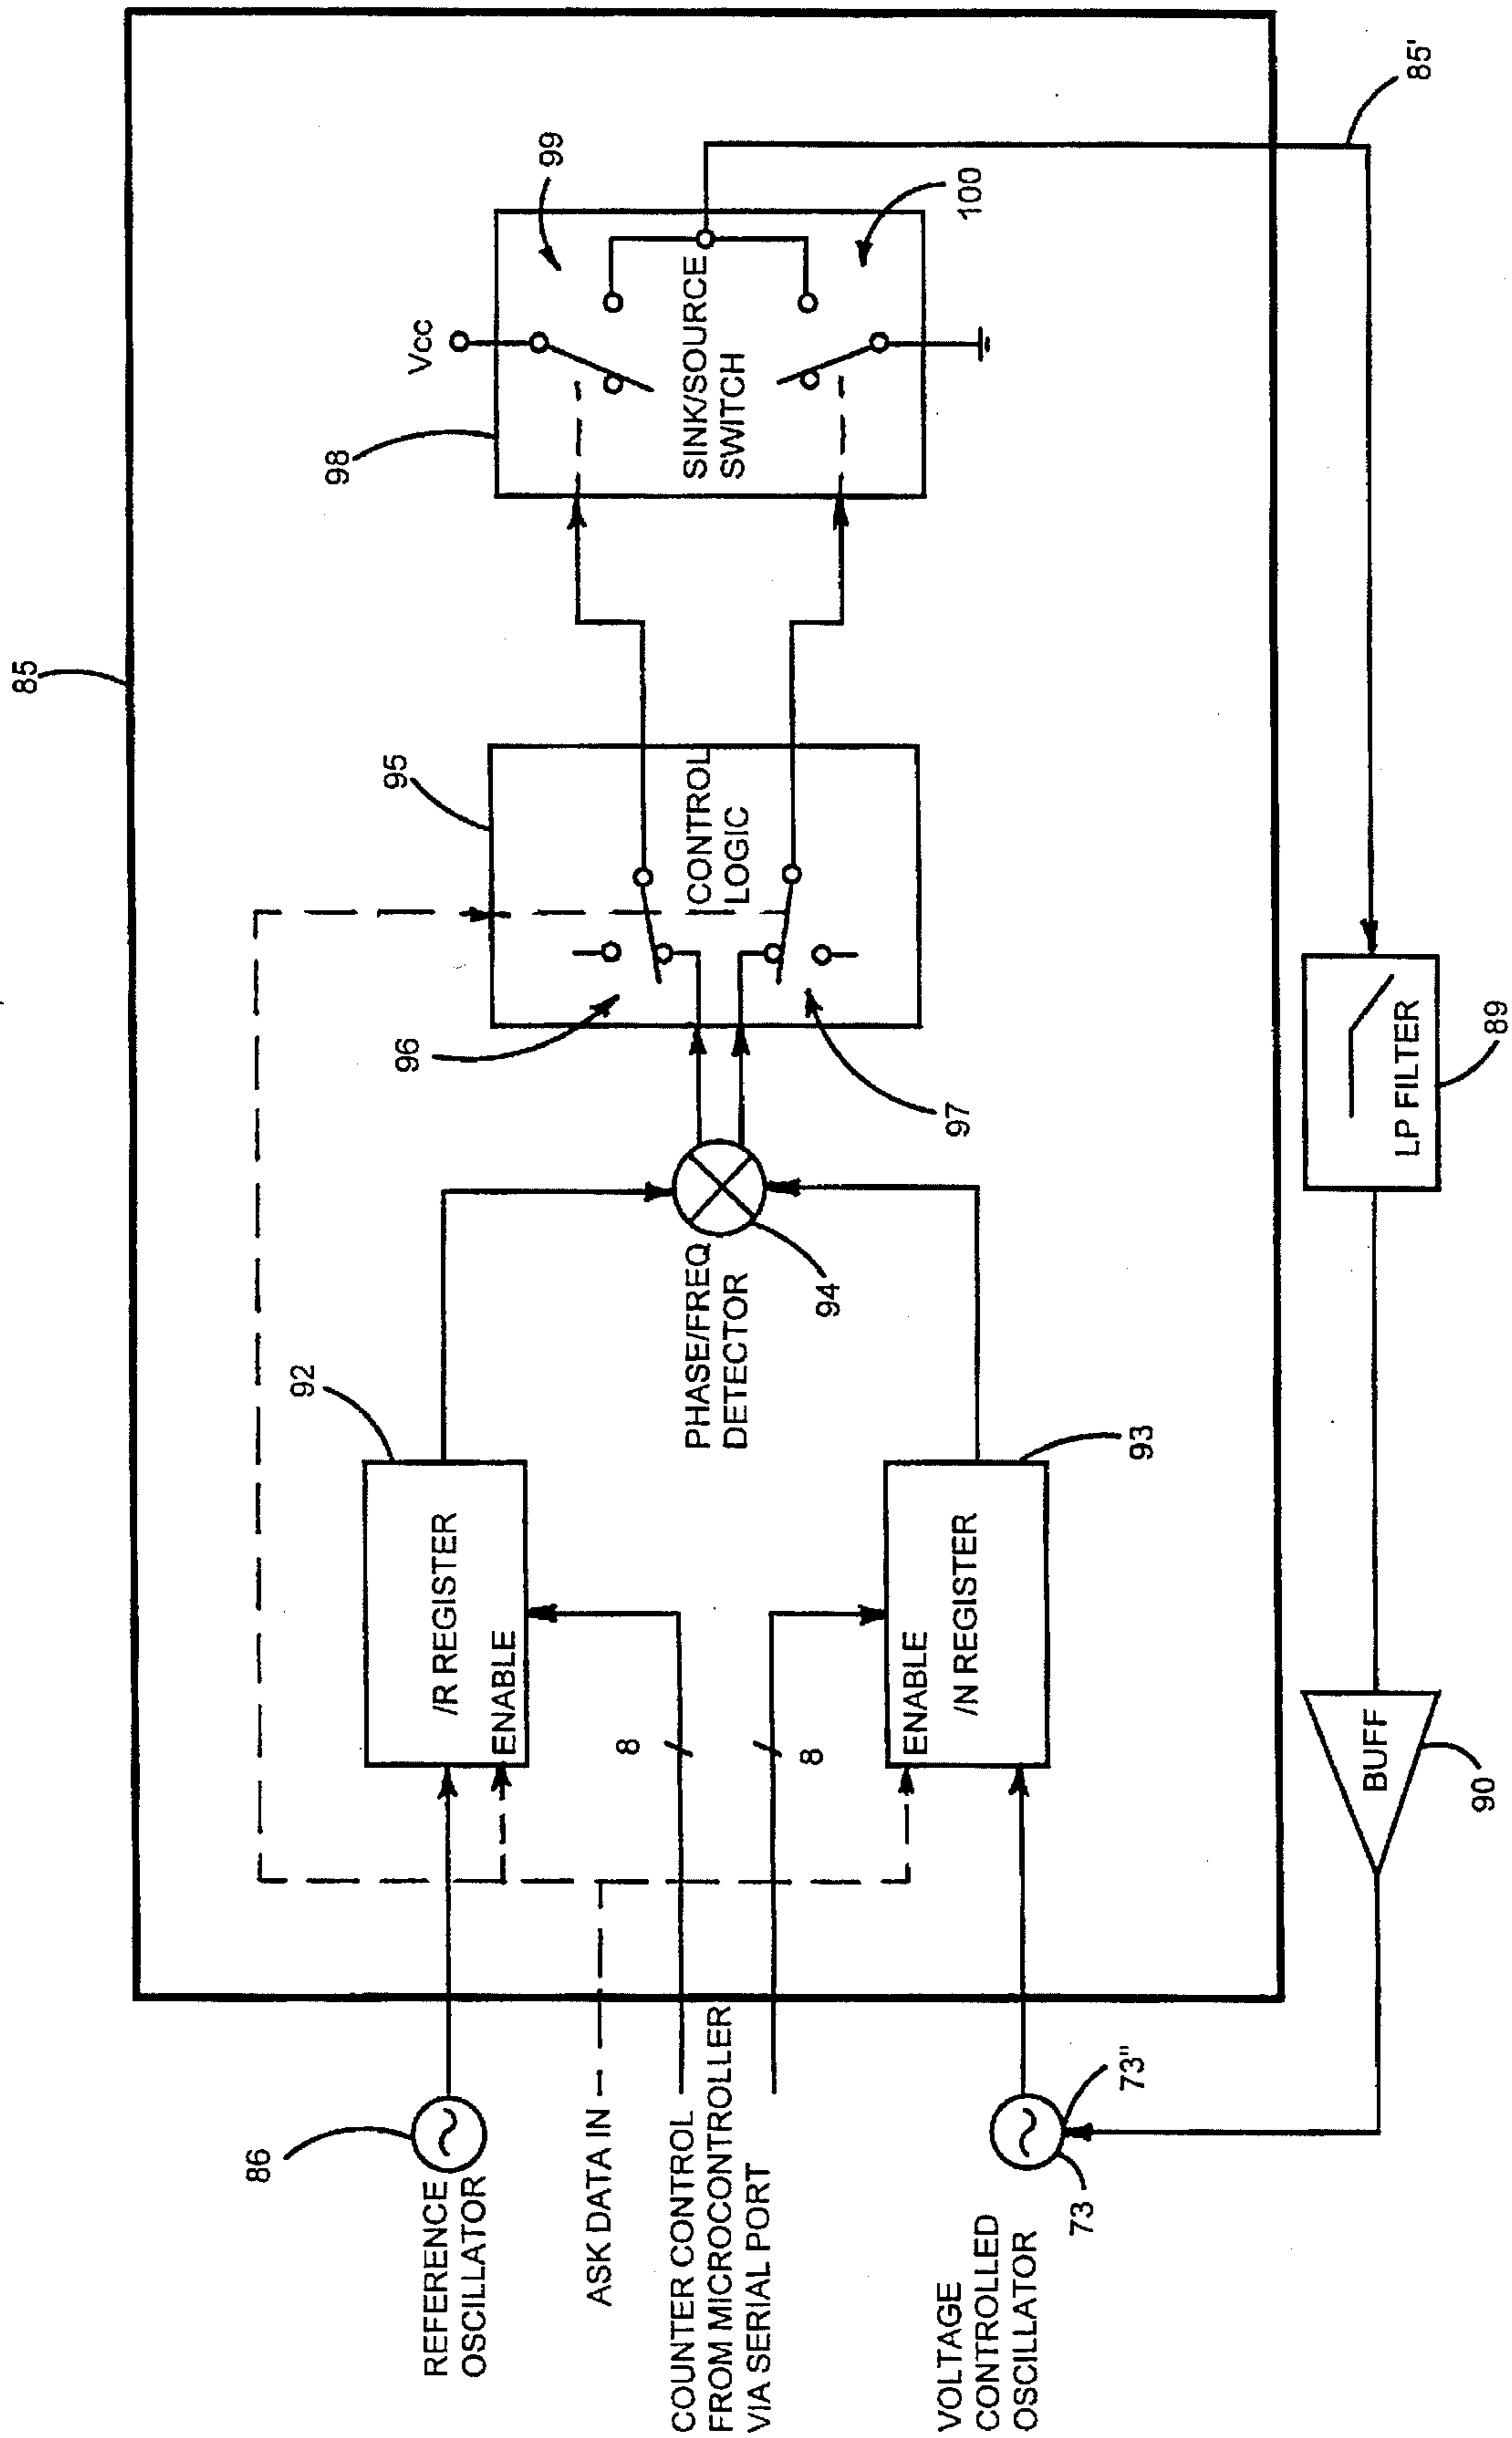 85
99
Vcc
98
SINK/SOURCE
SWITCH
100
85'
95
CONTROL
LOGIC
96
97
92
/R REGISTER
ENABLE
PHASE/FREQ
DETECTOR
94
93
ENABLE
/N REGISTER
8
8
86
REFERENCE
OSCILLATOR
ASK DATA IN
COUNTER CONTROL
FROM MICROCONTROLLER
VIA SERIAL PORT
VOLTAGE
CONTROLLED
OSCILLATOR
73
73"
LP FILTER
89
BUFF
90